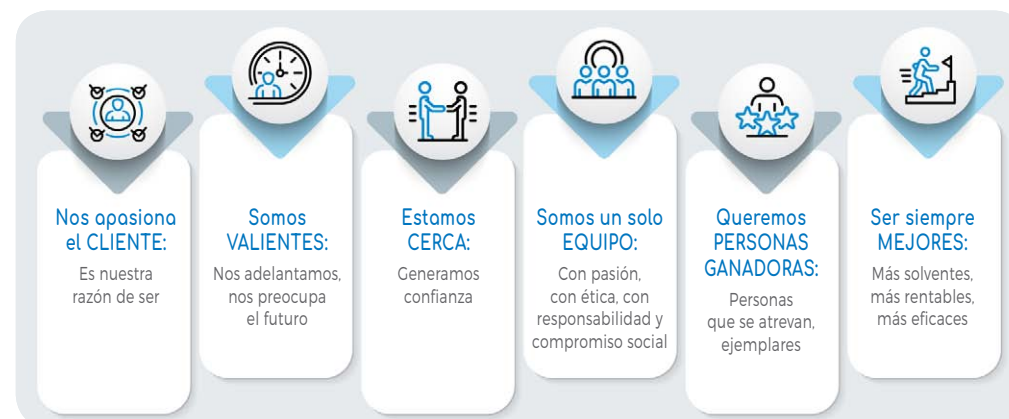 Nos apasiona
el CLIENTE:
Es nuestra
razón de ser
Somos
VALIENTES:
Nos adelantamos,
nos preocupa
el futuro
Estamos
CERCA:
Generamos
confianza
Somos un solo
EQUIPO:
Con pasión,
con ética, con
responsabilidad y
compromiso social
Queremos
PERSONAS
GANADORAS:
Personas
que se atrevan,
ejemplares
Ser siempre
MEJORES:
Más solventes,
más rentables,
más eficaces